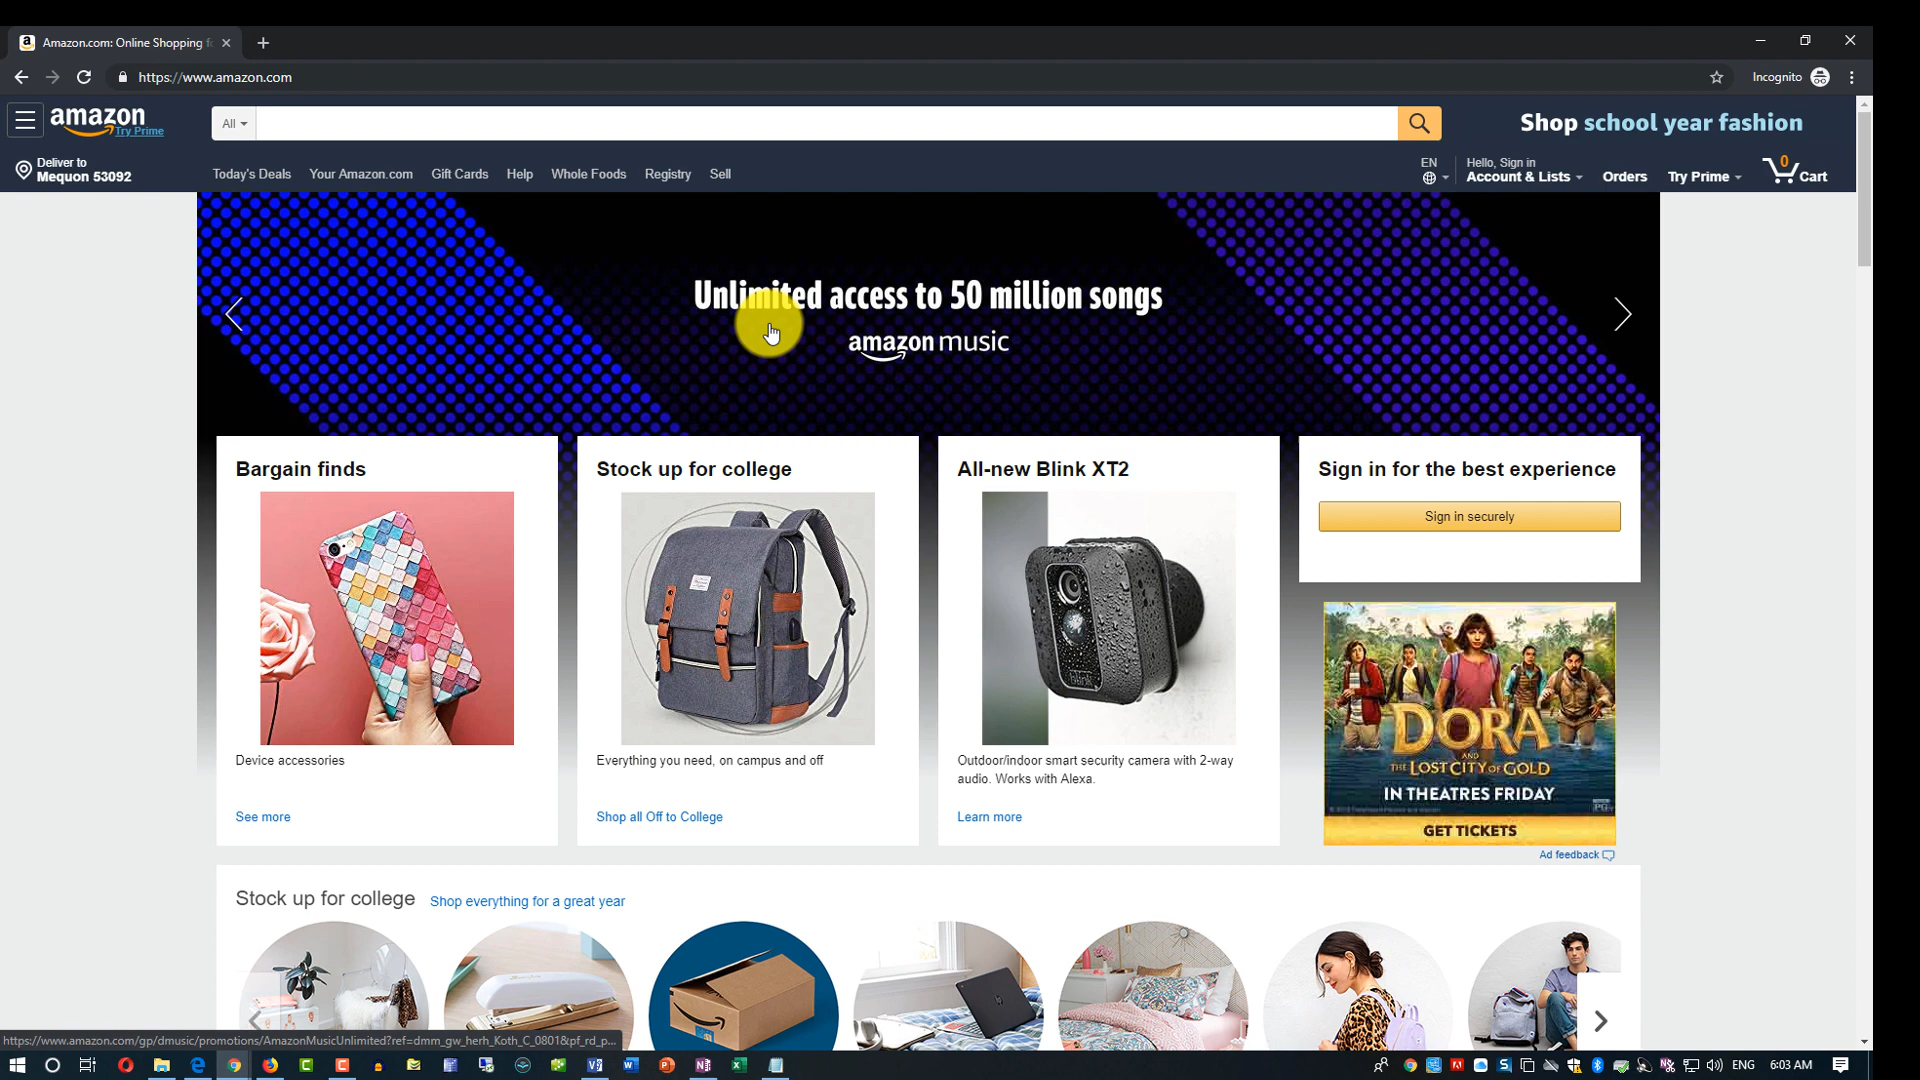 Amazon.com: Online Shopping f
https://www.amazon.com
Incognito
amazon
Try Prime
All
Shop school year fashion
Deliver to
Mequon 53092
Today's Deals Your Amazon.com Gift Cards Help Whole Foods Registry Sell
EN
Hello, Sign in
Account & Lists
Orders
Try Prime
0
Cart
Unlimited access to 50 million songs
amazon music
Bargain finds
Device accessories
See more
Stock up for college
Everything you need, on campus and off
Shop all Off to College
All-new Blink XT2
blink
Outdoor/indoor smart security camera with 2-way
audio. Works with Alexa.
Learn more
Sign in for the best experience
Sign in securely
DORA
AND
THE LOST CITY OF GOLD
IN THEATRES FRIDAY
PG
GET TICKETS
Ad feedback
Stock up for college Shop everything for a great year
https://www.amazon.com/gp/dmusic/promotions/AmazonMusicUnlimited?ref=dmm_gw_herh_Koth_C_0801&pf_rd_p...
ENG
6:03 AM